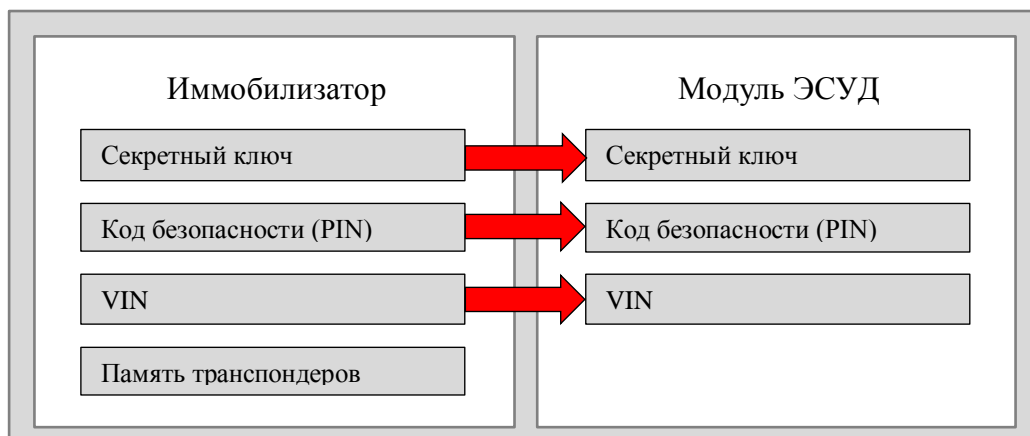 Иммобилизатор
Секретный ключ
Код безопасности (PIN)
VIN
Память транспондеров
Модуль ЭСУД
Секретный ключ
Код безопасности (PIN)
VIN